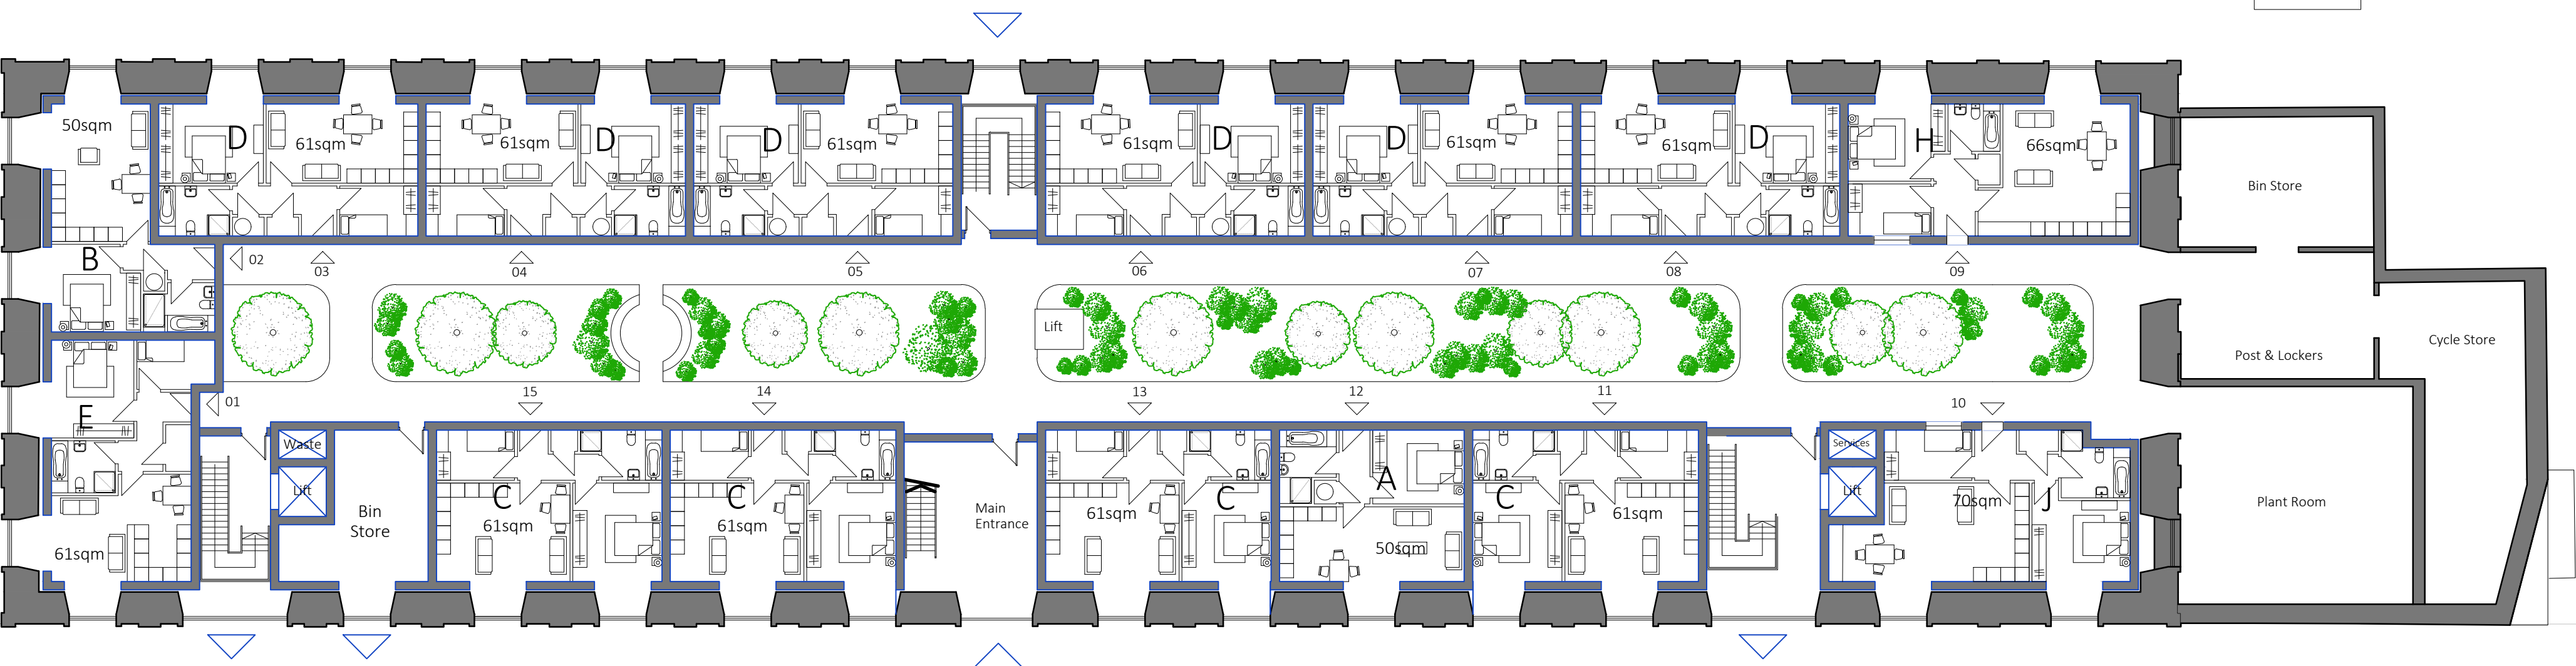 50sqm
D
61sqm
61sqm
D
D
61sqm
61sqm
D
D
61sqm
61sqm
D
H
66sqm
Bin Store
B
02
03
04
05
06
07
08
09
Lift
Post & Lockers
Cycle Store
01
15
14
13
12
11
10
E
61sqm
Waste
Lift
Bin
Store
C
61sqm
C
61sqm
Main
Entrance
61sqm
C
A
50sqm
C
61sqm
Services
Lift
70sqm
J
Plant Room